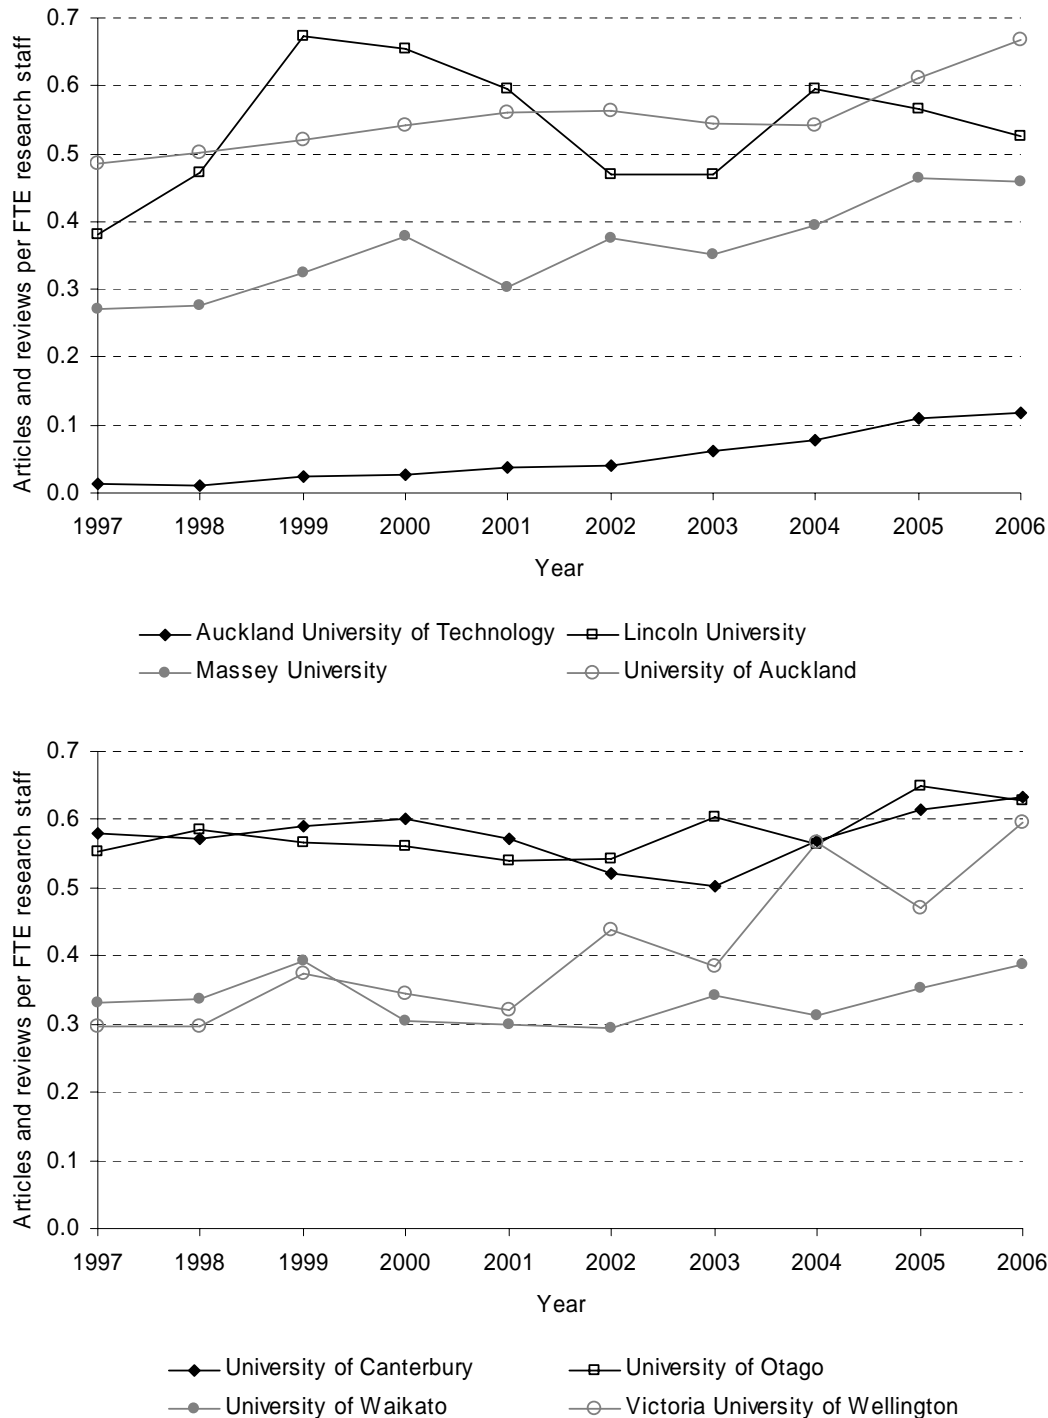 Articles and reviews per FTE research staff
0.7
0.6
0.5
0.4
0.3
0.2
0.1
0.0
1997 1998 1999 2000 2001 2002 2003 2004 2005 2006
Year
Auckland University of Technology Lincoln University
Massey University University of Auckland
Articles and reviews per FTE research staff
0.7
0.6
0.5
0.4
0.3
0.2
0.1
0.0
1997 1998 1999 2000 2001 2002 2003 2004 2005 2006
Year
University of Canterbury University of Otago
University of Waikato Victoria University of Wellington